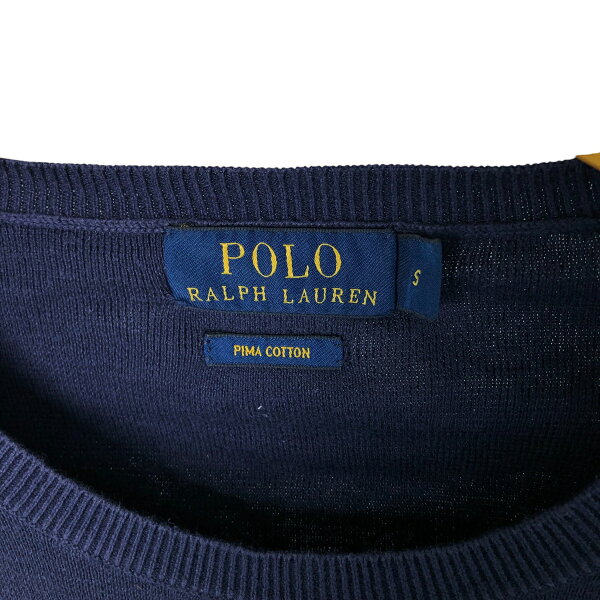 POLO
RALPH LAUREN
S
PIMA COTTON